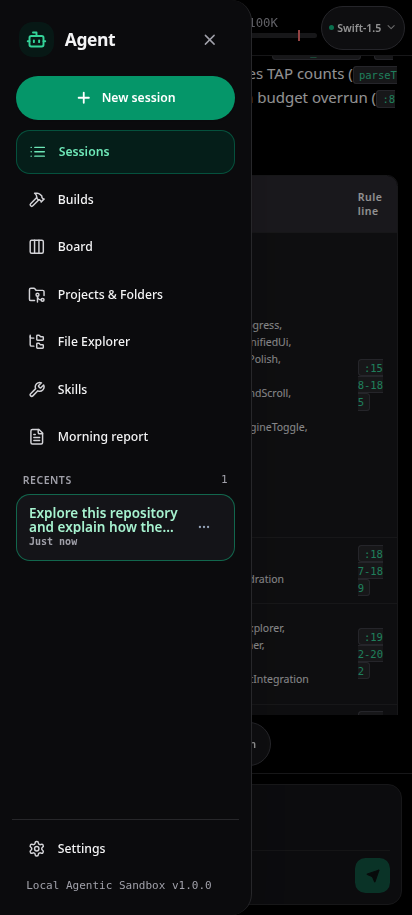 Agent
New session
Sessions
Builds
Board
Projects & Folders
File Explorer
Skills
Morning report
RECENTS 1
Explore this repository
and explain how the...
Just now
Settings
Local Agentic Sandbox v1.0.0
100K
Swift-1.5
es TAP counts (parseT
budget overrun (:8
Rule
line
gress,
nifiedUi,
Polish,
:15
8-18
5
ndScroll,
gineToggle,
:18
7-18
9
dration
xplorer,
ner,
:19
2-20
2
tIntegration